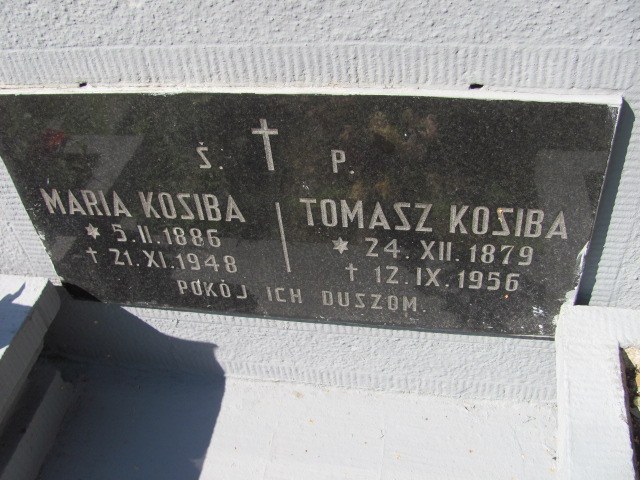 Ś. P.
MARIA KOSIBA
* 5.II.1886
† 21.XI.1948
TOMASZ KOSIBA
* 24.XII.1879
† 12.IX.1956
POKÓJ ICH DUSZOM.